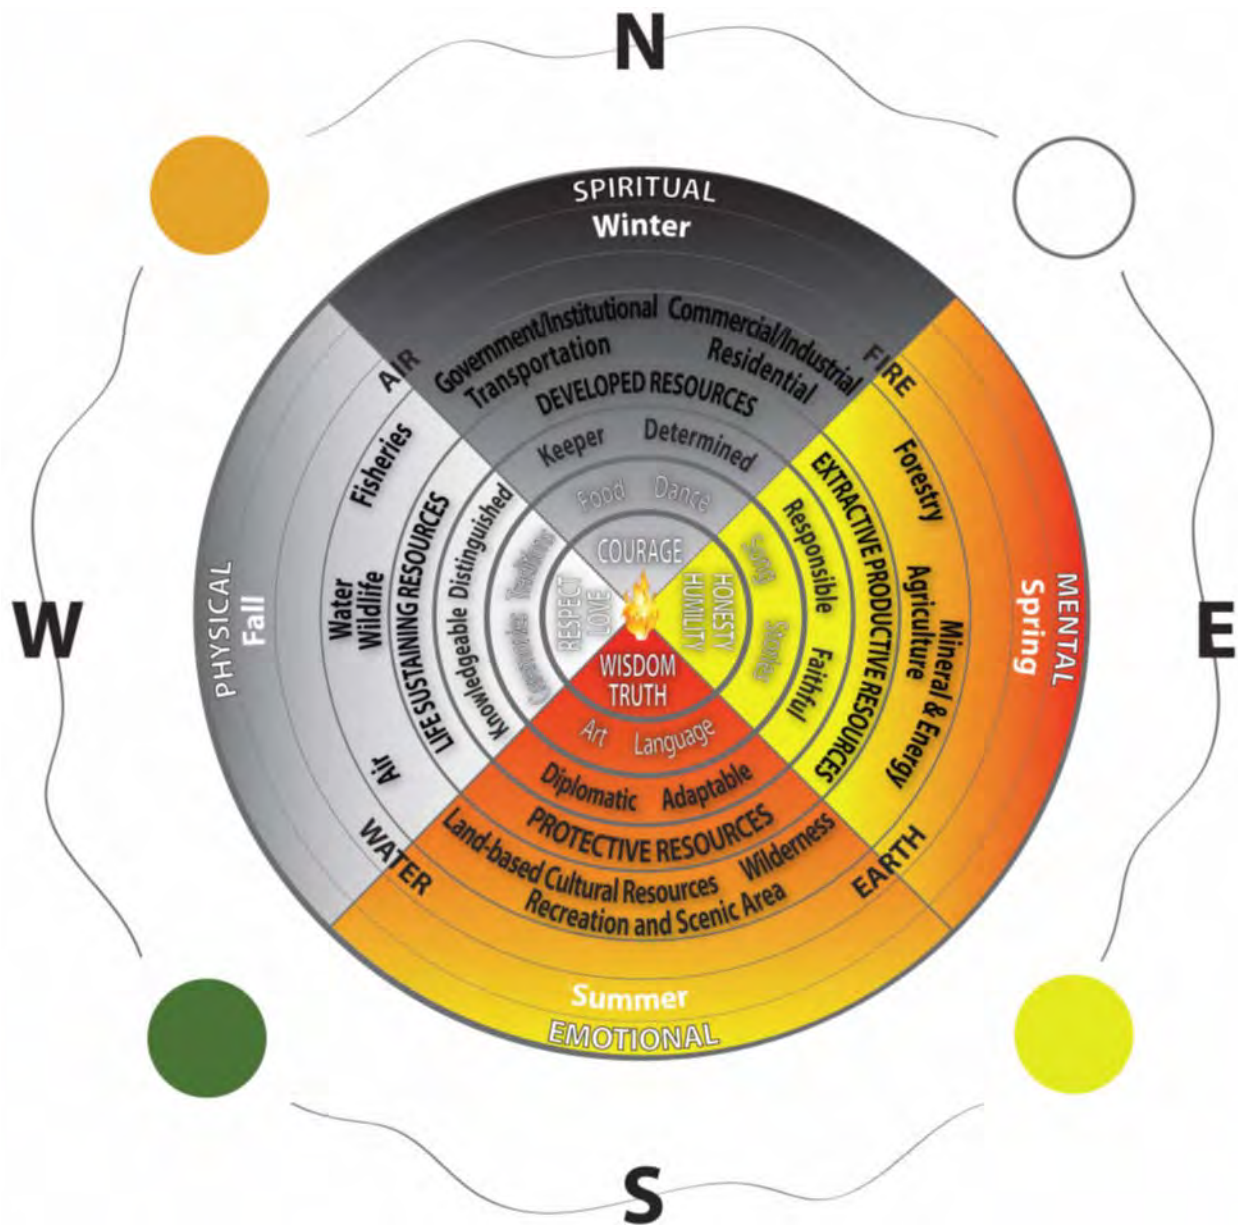 N
SPIRITUAL
Winter
Government/Institutional
Commercial/Industrial
Transportation
Residential
DEVELOPED RESOURCES
Keeper
Determined
Food
Dance
COURAGE
AIR
FIRE
PHYSICAL
Fall
Fisheries
Water
Wildlife
Air
LIFE SUSTAINING RESOURCES
Knowledgeable
Distinguished
RESPECT
LOVE
W
HONESTY
HUMILITY
Song
Stories
Responsible
Faithful
EXTRACTIVE PRODUCTIVE RESOURCES
Forestry
Agriculture
Mineral & Energy
Spring
MENTAL
E
WISDOM
TRUTH
Art
Language
Diplomatic
Adaptable
PROTECTIVE RESOURCES
Land-based Cultural Resources
Wilderness
Recreation and Scenic Area
WATER
EARTH
Summer
EMOTIONAL
S